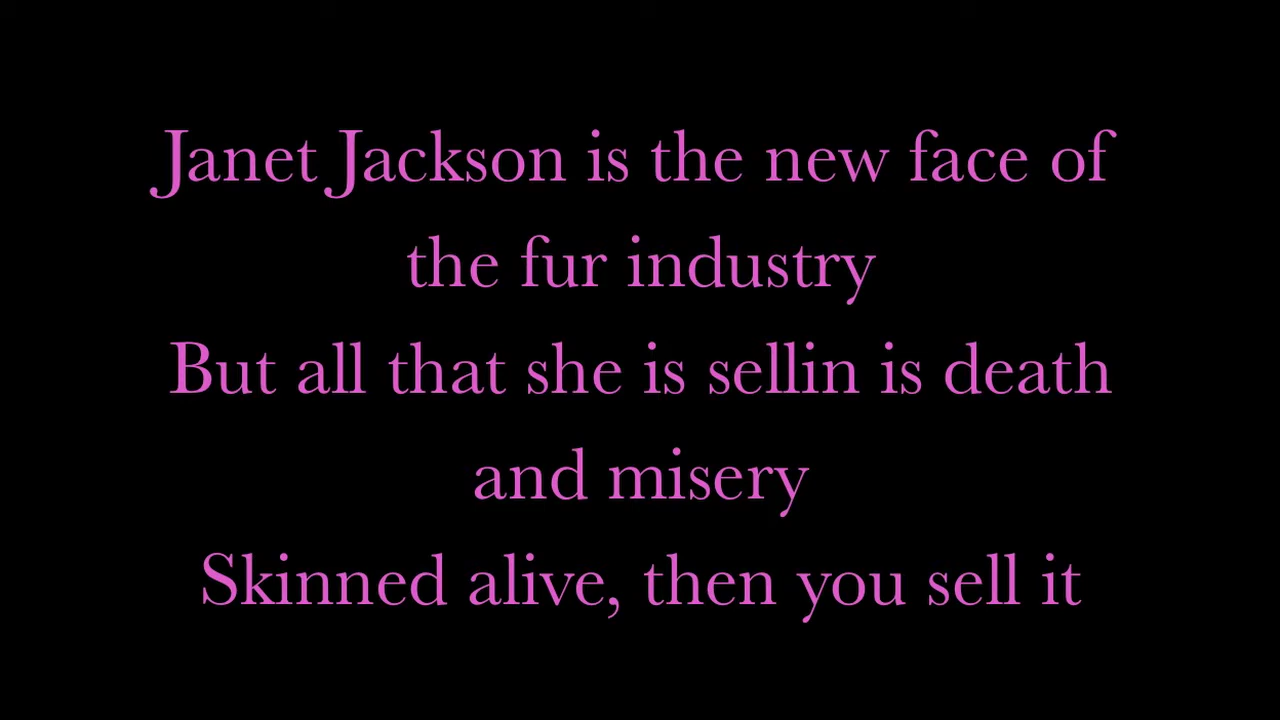 Janet Jackson is the new face of
the fur industry
But all that she is sellin is death
and misery
Skinned alive, then you sell it